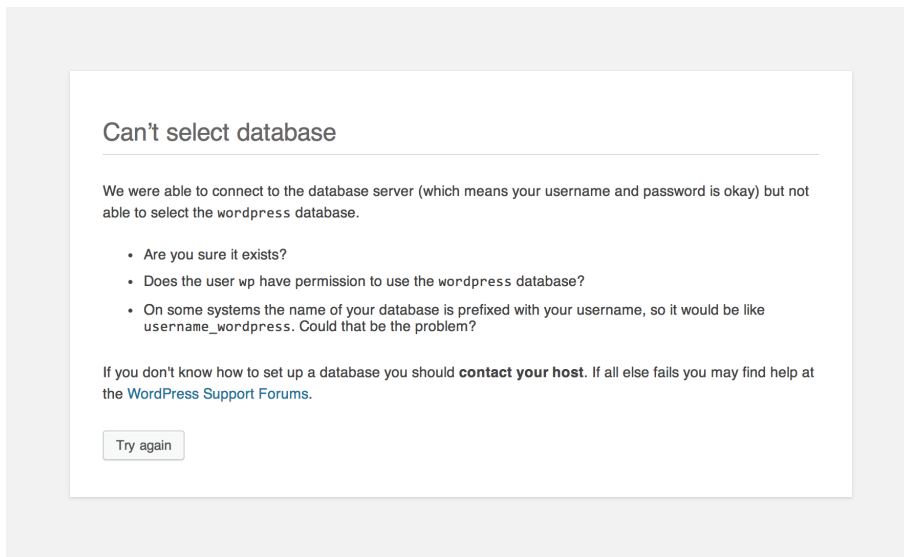 Can't select database
We were able to connect to the database server (which means your username and password is okay) but not
able to select the wordpress database.
• Are you sure it exists?
• Does the user wp have permission to use the wordpress database?
• On some systems the name of your database is prefixed with your username, so it would be like
username_wordpress. Could that be the problem?
If you don't know how to set up a database you should contact your host. If all else fails you may find help at
the WordPress Support Forums.
Try again